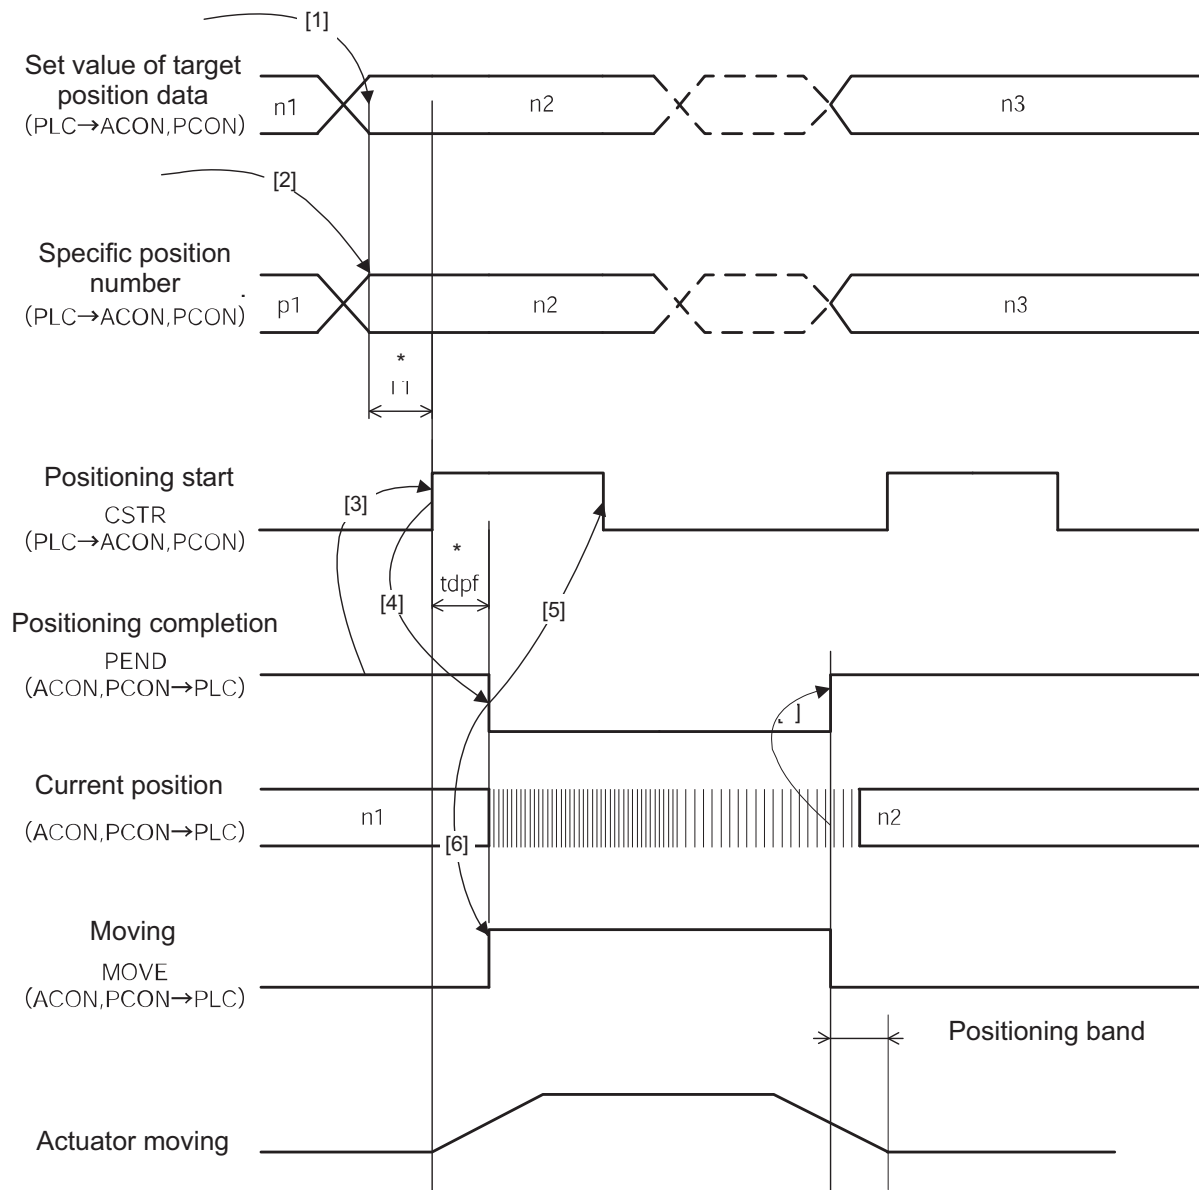 [1]
Set value of target
position data
(PLC→ACON,PCON)
n1
n2
n3
[2]
Specific position
number
(PLC→ACON,PCON)
p1
n2
n3
*
Positioning start
CSTR
(PLC→ACON,PCON)
[3]
*
tdpf
[4]
[5]
Positioning completion
PEND
(ACON,PCON→PLC)
Current position
(ACON,PCON→PLC)
n1
n2
[6]
Moving
MOVE
(ACON,PCON→PLC)
Positioning band
Actuator moving